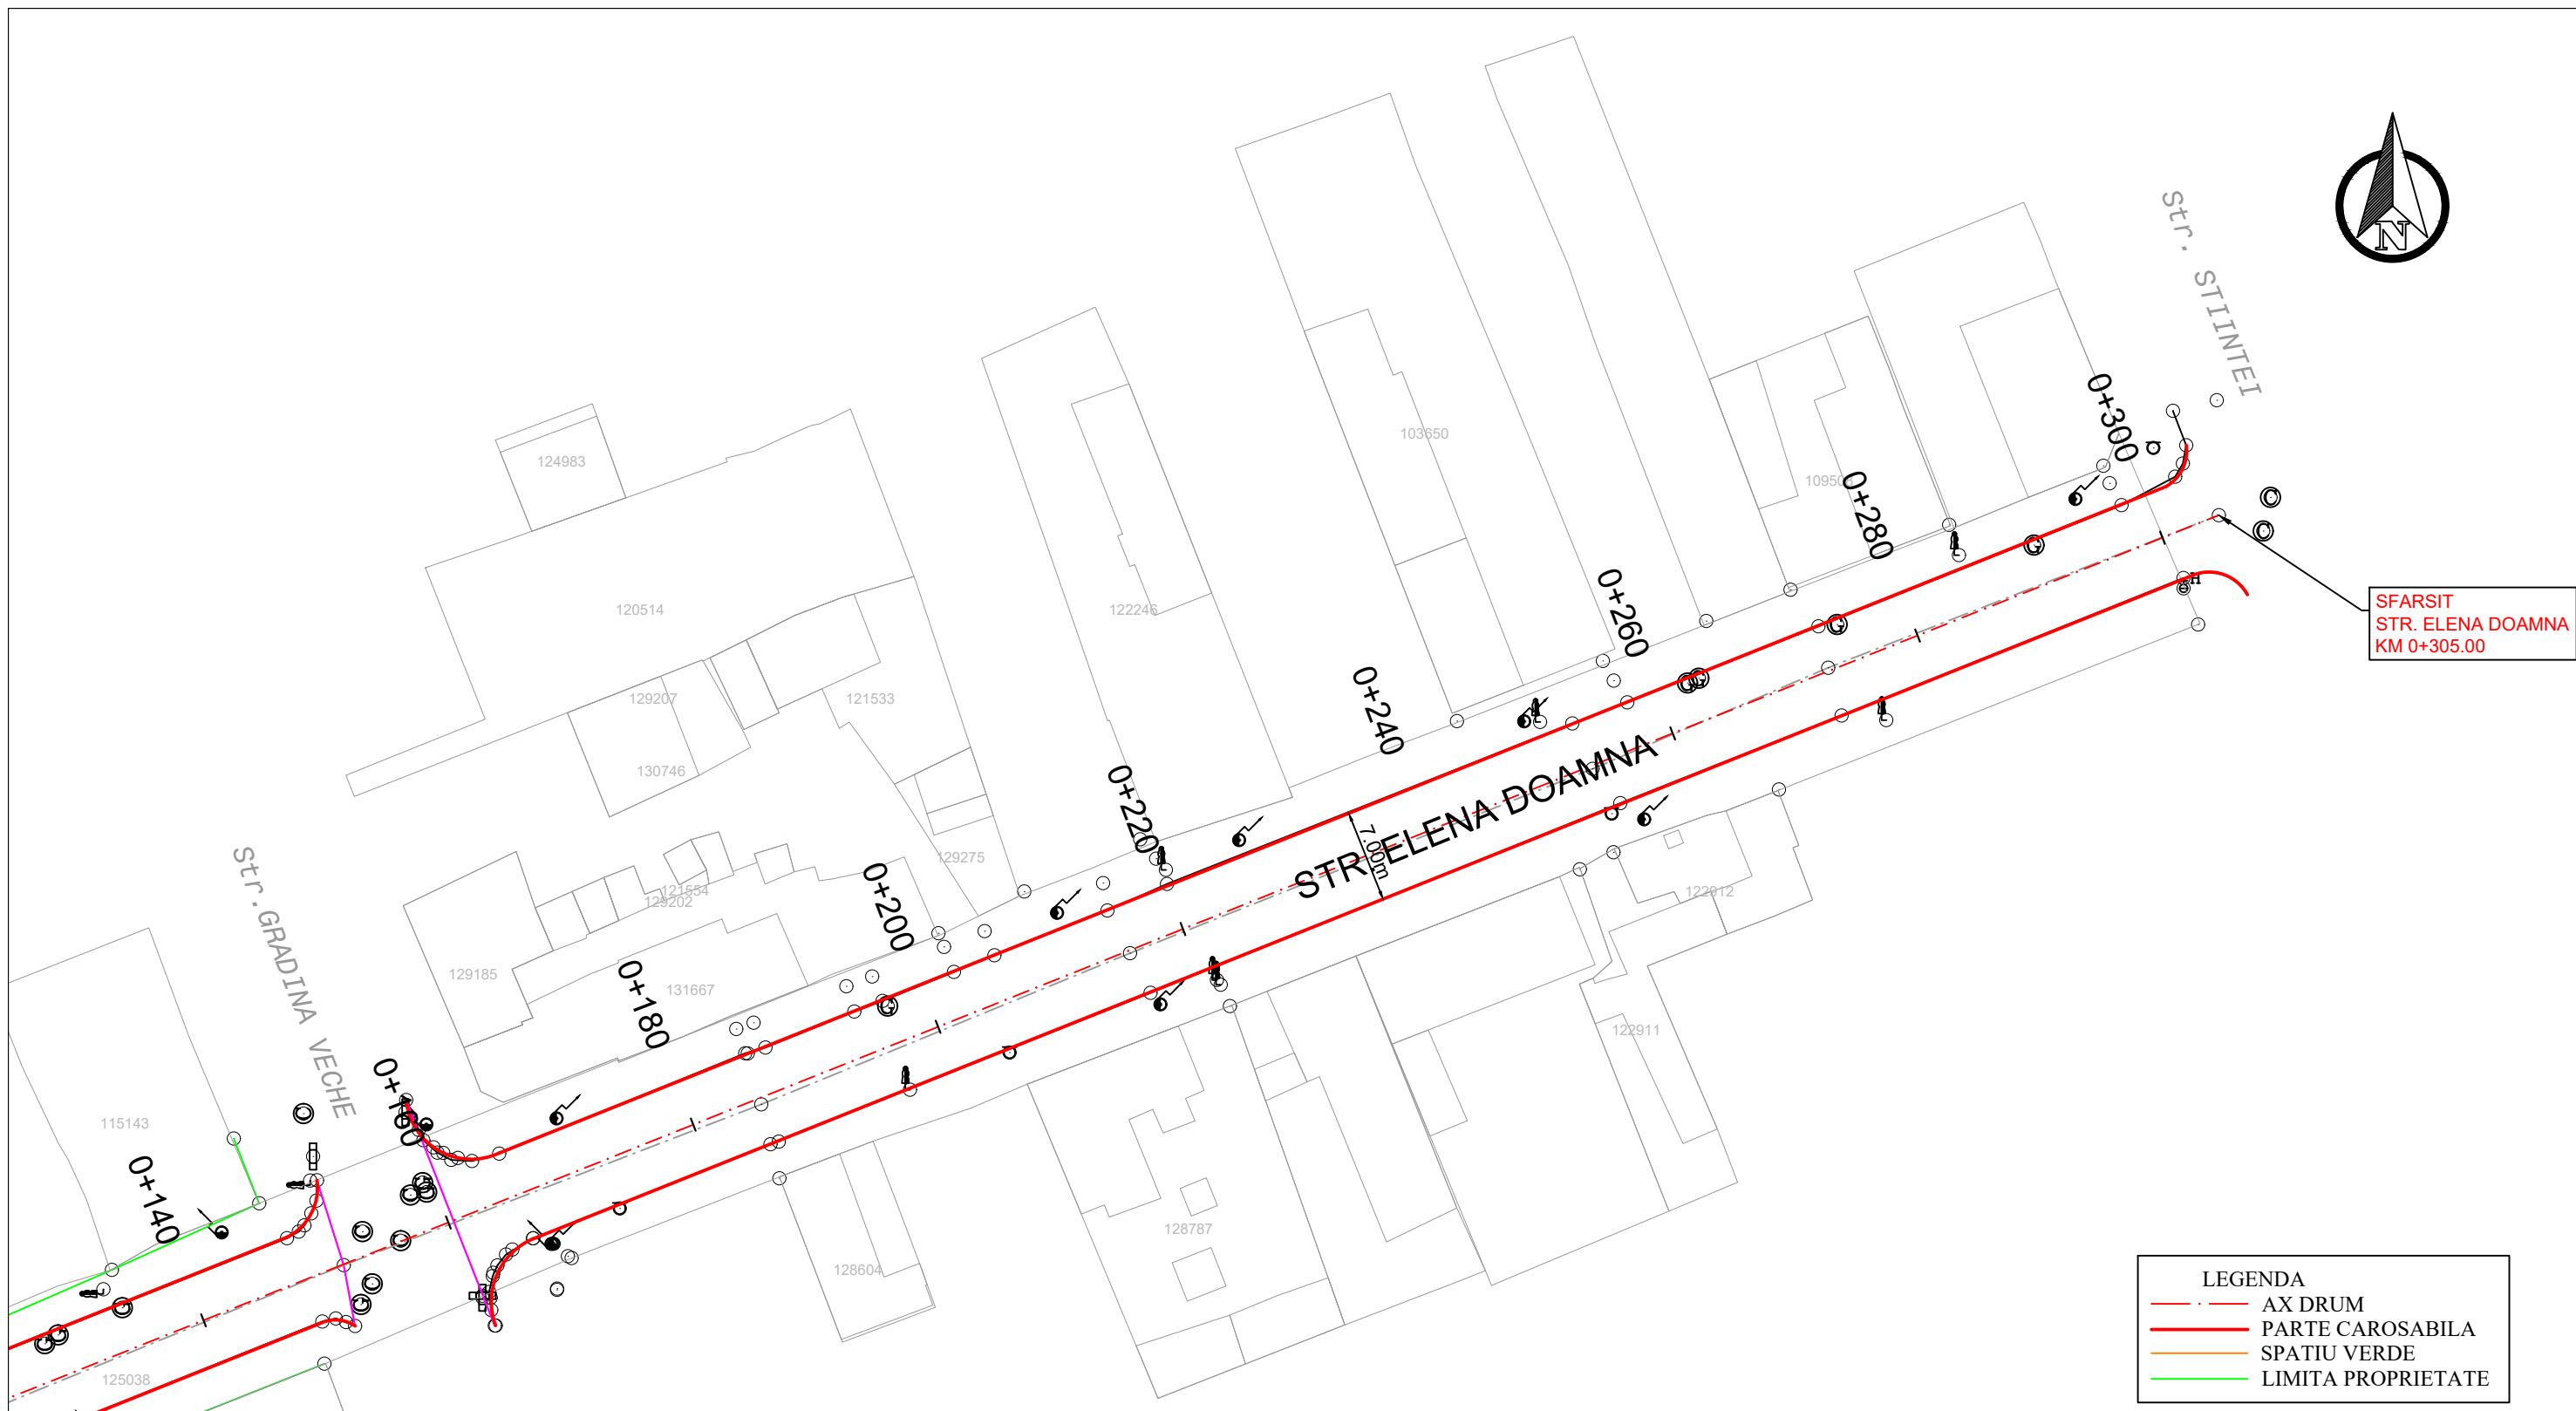 N
Str. STIINTEI
0+300
103650
124983
109508
0+280
SFARSIT
STR. ELENA DOAMNA
KM 0+305.00
120514
122246
0+260
129207
121533
0+240
130746
STR. ELENA DOAMNA
0+220
7.00m
129275
121554
129202
122912
Str.GRADINA VECHE
0+200
129185
131667
0+180
122911
0+160
115143
0+140
128787
128604
125038
LEGENDA
AX DRUM
PARTE CAROSABILA
SPATIU VERDE
LIMITA PROPRIETATE